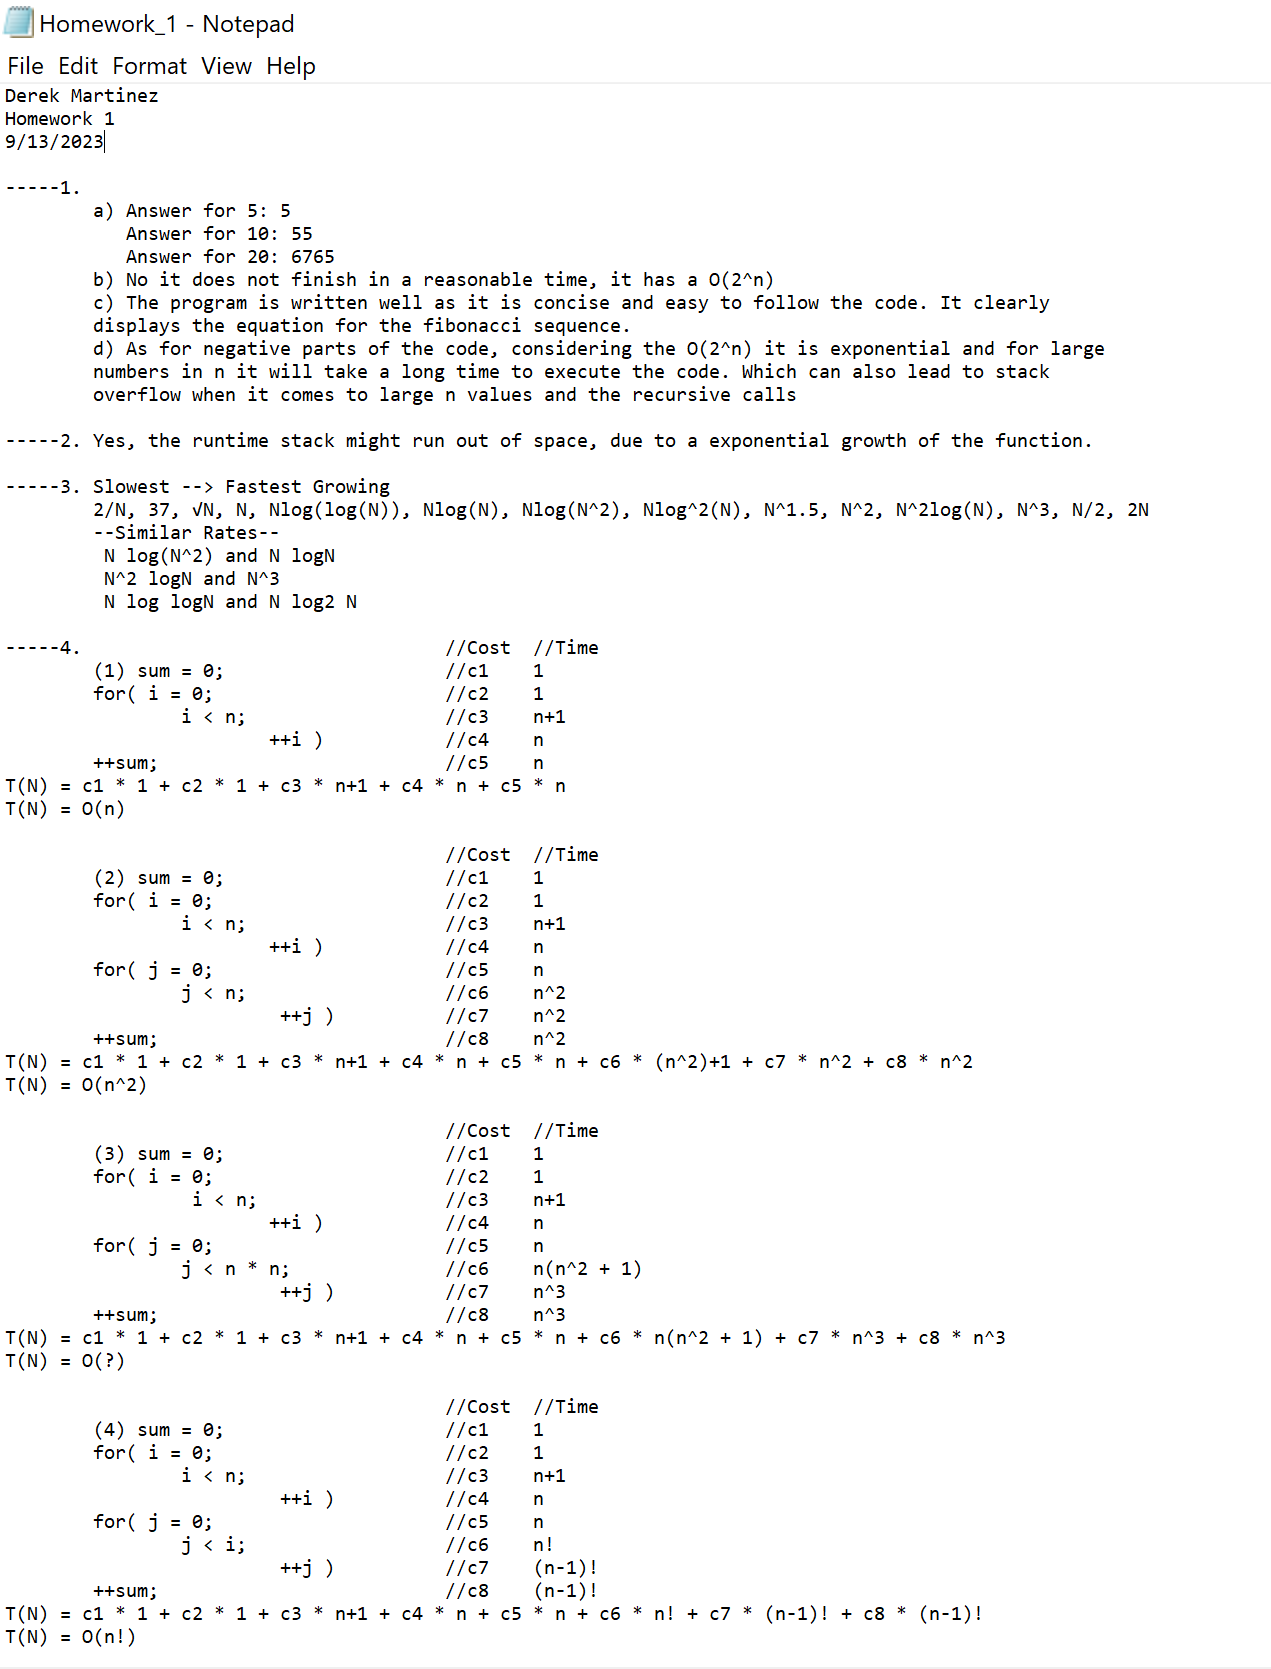 Homework_1 - Notepad
File Edit Format View Help
Derek Martinez
Homework 1
9/13/2023
-----1.
a) Answer for 5: 5
Answer for 10: 55
Answer for 20: 6765
b) No it does not finish in a reasonable time, it has a O(2^n)
c) The program is written well as it is concise and easy to follow the code. It clearly
displays the equation for the fibonacci sequence.
d) As for negative parts of the code, considering the O(2^n) it is exponential and for large
numbers in n it will take a long time to execute the code. Which can also lead to stack
overflow when it comes to large n values and the recursive calls
-----2. Yes, the runtime stack might run out of space, due to a exponential growth of the function.
-----3. Slowest --> Fastest Growing
2/N, 37, √N, N, Nlog(log(N)), Nlog(N), Nlog(N^2), Nlog^2(N), N^1.5, N^2, N^2log(N), N^3, N/2, 2N
--Similar Rates--
N log(N^2) and N logN
N^2 logN and N^3
N log logN and N log2 N
-----4. //Cost //Time
(1) sum = 0; //c1 1
for( i = 0; //c2 1
i < n; //c3 n+1
++i ) //c4 n
++sum; //c5 n
T(N) = c1 * 1 + c2 * 1 + c3 * n+1 + c4 * n + c5 * n
T(N) = O(n)
//Cost //Time
(2) sum = 0; //c1 1
for( i = 0; //c2 1
i < n; //c3 n+1
++i ) //c4 n
for( j = 0; //c5 n
j < n; //c6 n^2
++j ) //c7 n^2
++sum; //c8 n^2
T(N) = c1 * 1 + c2 * 1 + c3 * n+1 + c4 * n + c5 * n + c6 * (n^2)+1 + c7 * n^2 + c8 * n^2
T(N) = O(n^2)
//Cost //Time
(3) sum = 0; //c1 1
for( i = 0; //c2 1
i < n; //c3 n+1
++i ) //c4 n
for( j = 0; //c5 n
j < n * n; //c6 n(n^2 + 1)
++j ) //c7 n^3
++sum; //c8 n^3
T(N) = c1 * 1 + c2 * 1 + c3 * n+1 + c4 * n + c5 * n + c6 * n(n^2 + 1) + c7 * n^3 + c8 * n^3
T(N) = O(?)
//Cost //Time
(4) sum = 0; //c1 1
for( i = 0; //c2 1
i < n; //c3 n+1
++i ) //c4 n
for( j = 0; //c5 n
j < i; //c6 n!
++j ) //c7 (n-1)!
++sum; //c8 (n-1)!
T(N) = c1 * 1 + c2 * 1 + c3 * n+1 + c4 * n + c5 * n + c6 * n! + c7 * (n-1)! + c8 * (n-1)!
T(N) = O(n!)